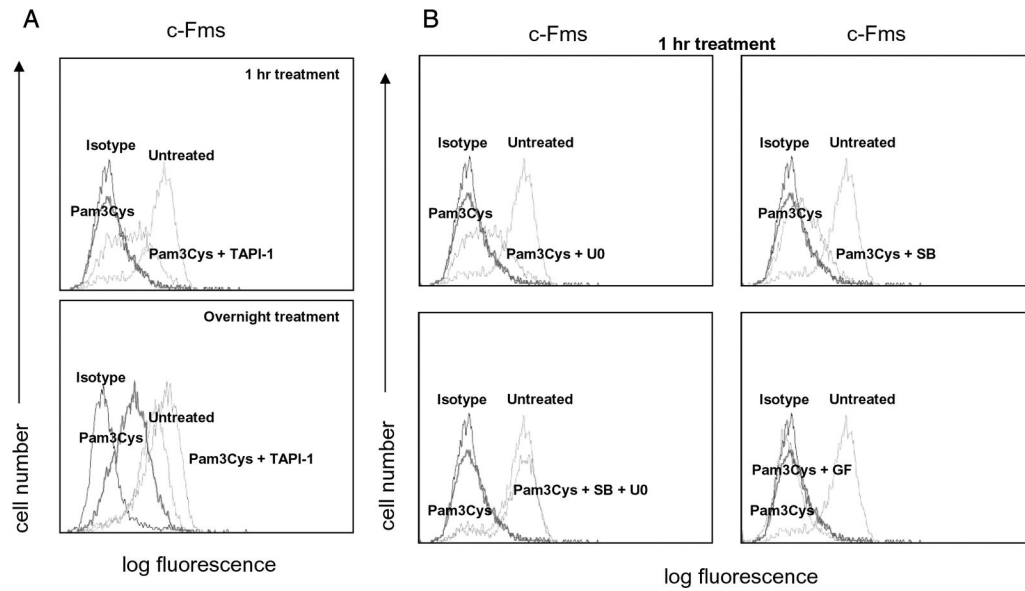 A
c-Fms
1 hr treatment
Isotype
Untreated
Pam3Cys
Pam3Cys + TAPI-1
Overnight treatment
Isotype
Untreated
Pam3Cys
Pam3Cys + TAPI-1
cell number
log fluorescence
B
c-Fms
1 hr treatment
c-Fms
Isotype
Untreated
Pam3Cys
Pam3Cys + U0
Isotype
Untreated
Pam3Cys
Pam3Cys + SB
Isotype
Untreated
Pam3Cys + SB + U0
Pam3Cys
Isotype
Untreated
Pam3Cys + GF
Pam3Cys
cell number
log fluorescence